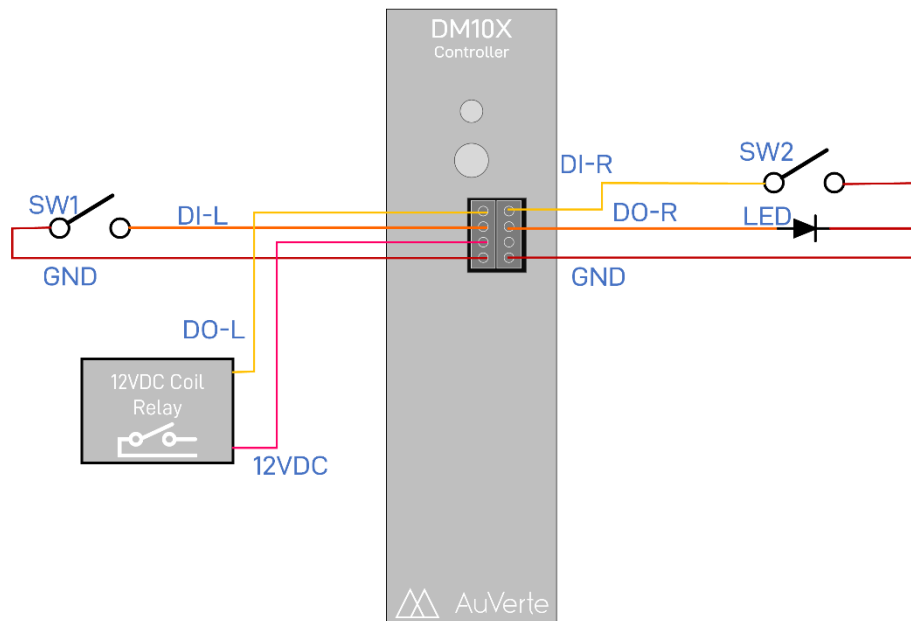 DM10X
Controller
DI-R
SW2
SW1
DI-L
DO-R
LED
GND
GND
DO-L
12VDC Coil
Relay
12VDC
AuVerte